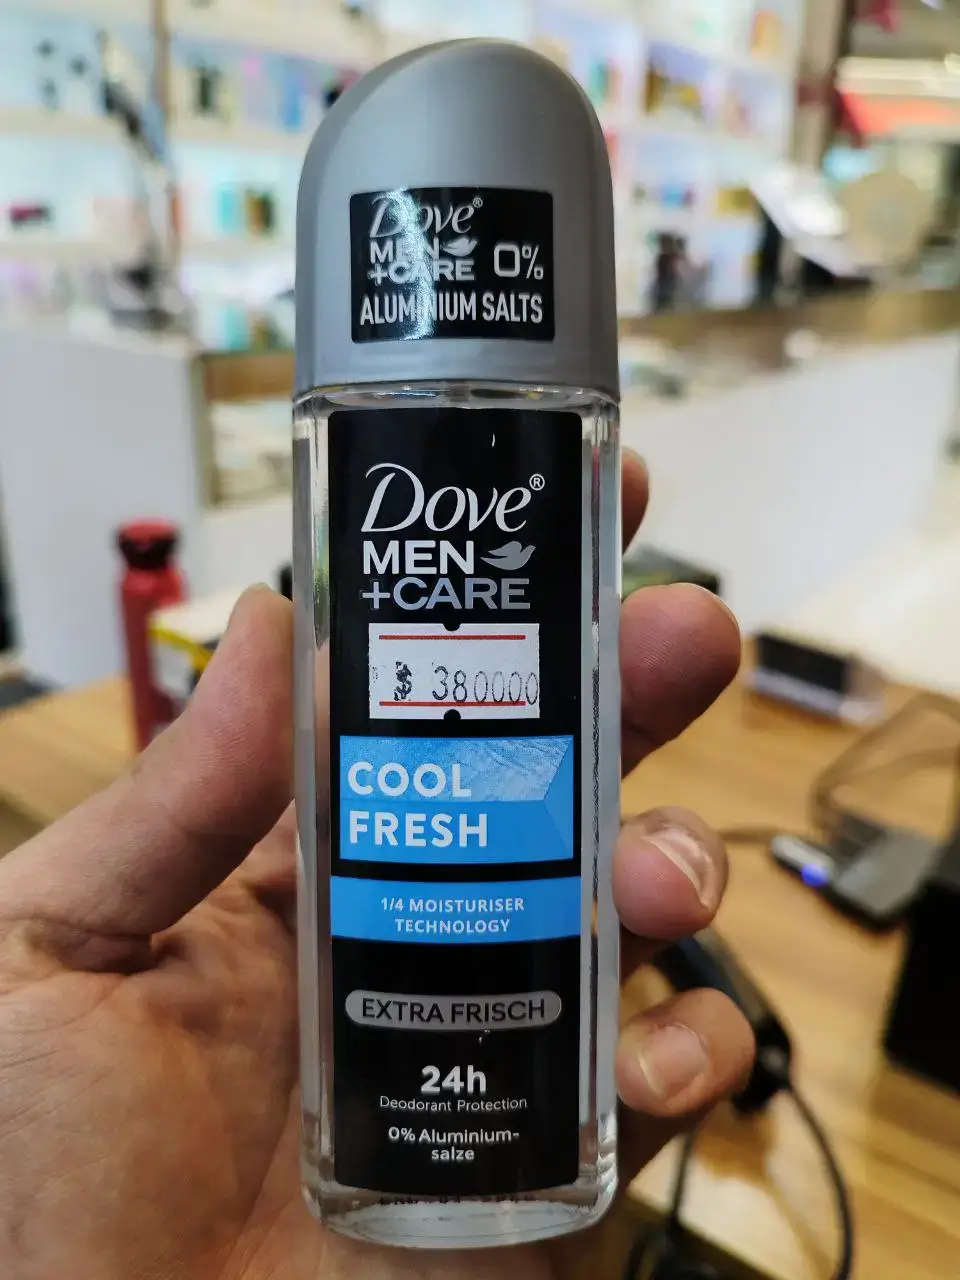 Dove®
MEN
+CARE
0%
ALUMINIUM SALTS
Dove®
MEN
+CARE
$ 380000
COOL
FRESH
1/4 MOISTURISER
TECHNOLOGY
EXTRA FRISCH
24h
Deodorant Protection
0% Aluminium-
salze